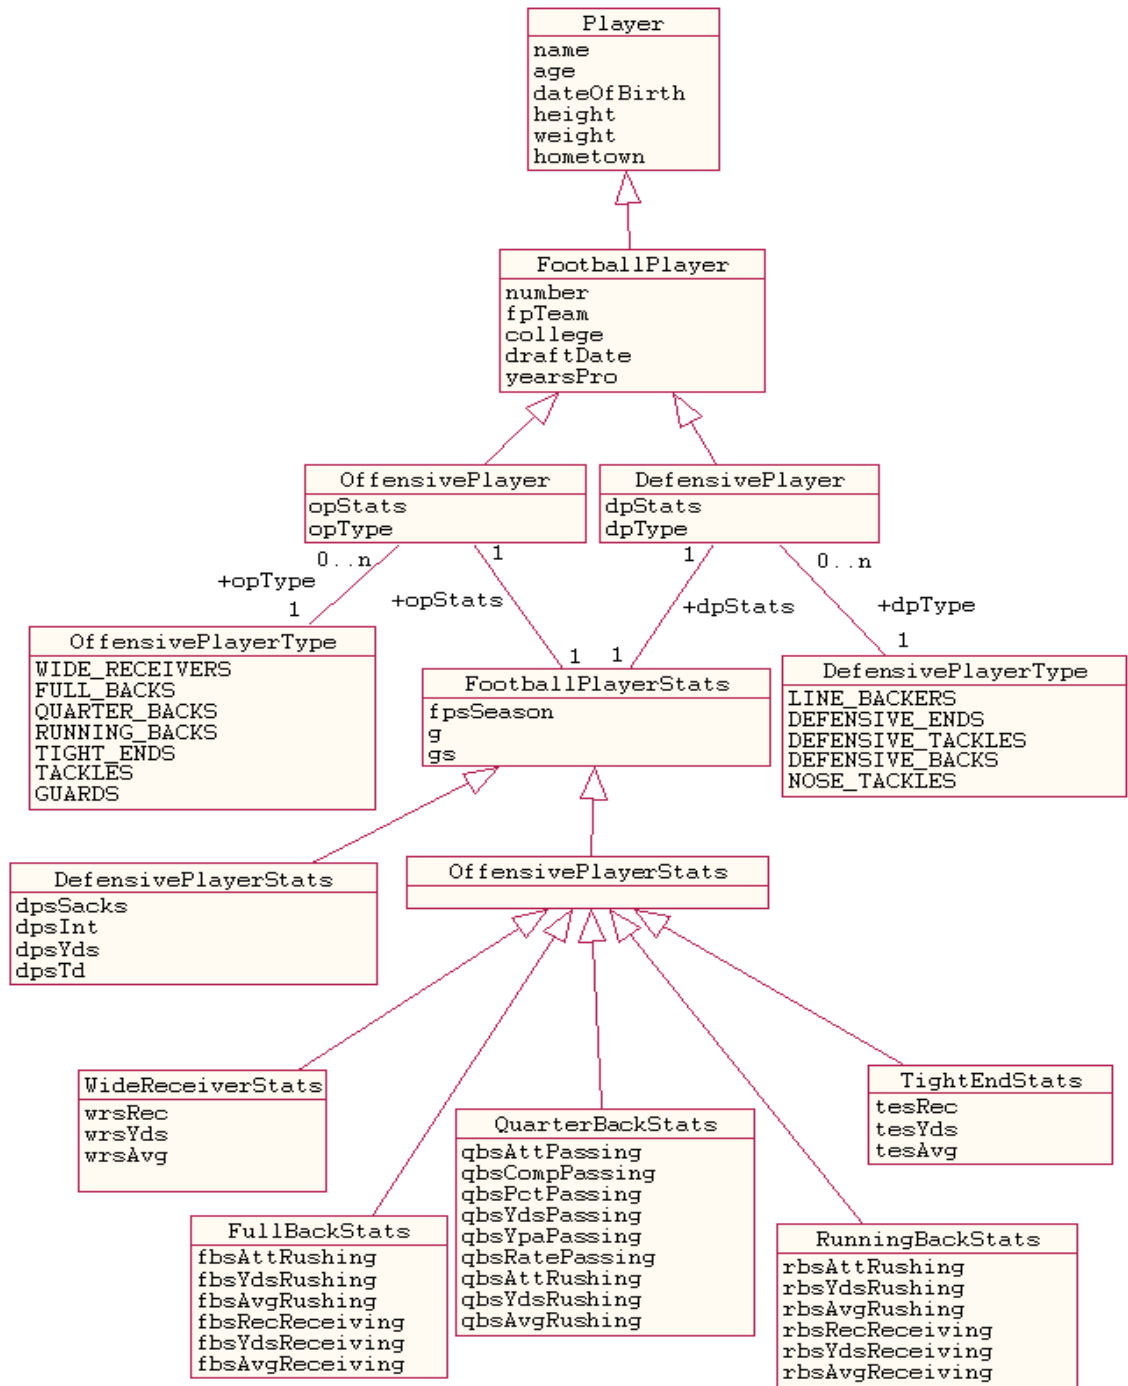 Player
name
age
dateOfBirth
height
weight
hometown
FootballPlayer
number
fpTeam
college
draftDate
yearsPro
OffensivePlayer
opStats
opType
DefensivePlayer
dpStats
dpType
0..n
1
1
0..n
+opType
+opStats
+dpStats
+dpType
1
1
1
1
OffensivePlayerType
WIDE_RECEIVERS
FULL_BACKS
QUARTER_BACKS
RUNNING_BACKS
TIGHT_ENDS
TACKLES
GUARDS
FootballPlayerStats
fpsSeason
g
gs
DefensivePlayerType
LINE_BACKERS
DEFENSIVE_ENDS
DEFENSIVE_TACKLES
DEFENSIVE_BACKS
NOSE_TACKLES
DefensivePlayerStats
dpsSacks
dpsInt
dpsYds
dpsTd
OffensivePlayerStats
WideReceiverStats
wrsRec
wrsYds
wrsAvg
TightEndStats
tesRec
tesYds
tesAvg
QuarterBackStats
qbsAttPassing
qbsCompPassing
qbsPctPassing
qbsYdsPassing
qbsYpaPassing
qbsRatePassing
qbsAttRushing
qbsYdsRushing
qbsAvgRushing
FullBackStats
fbsAttRushing
fbsYdsRushing
fbsAvgRushing
fbsRecReceiving
fbsYdsReceiving
fbsAvgReceiving
RunningBackStats
rbsAttRushing
rbsYdsRushing
rbsAvgRushing
rbsRecReceiving
rbsYdsReceiving
rbsAvgReceiving